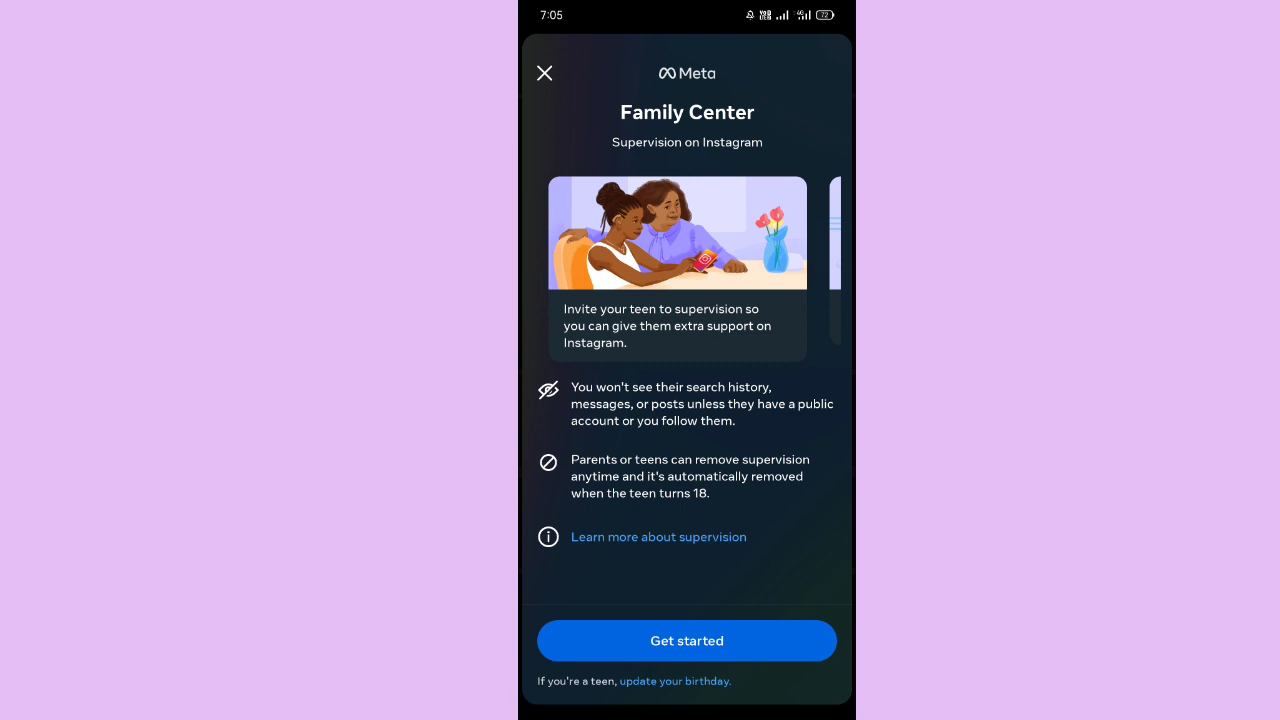 7:05
4G
72
Meta
Family Center
Supervision on Instagram
Invite your teen to supervision so
you can give them extra support on
Instagram.
You won't see their search history,
messages, or posts unless they have a public
account or you follow them.
Parents or teens can remove supervision
anytime and it's automatically removed
when the teen turns 18.
Learn more about supervision
Get started
If you're a teen, update your birthday.